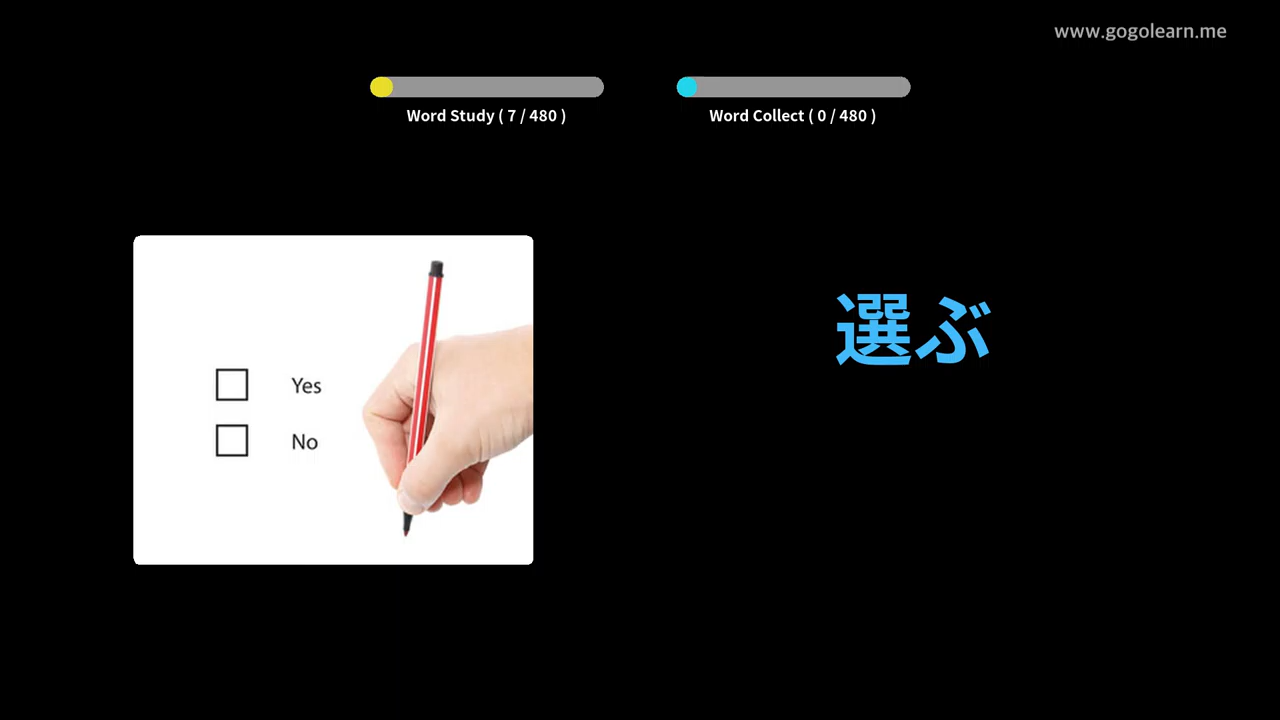 www.gogolearn.me
Word Study ( 7 / 480 )
Word Collect ( 0 / 480 )
選ぶ
Yes
No